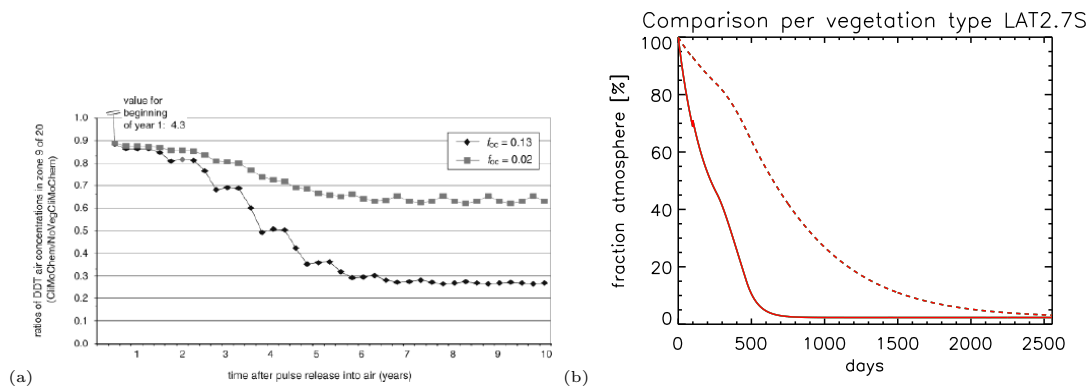 value for
beginning
of year 1: 4.3
1.0
0.9
0.8
0.7
0.6
0.5
0.4
0.3
0.2
0.1
0.0
ratios of DDT air concentrations in zone 9 of 20
(CliMoChem/NoVegCliMoChem)
foc = 0.13
foc = 0.02
1 2 3 4 5 6 7 8 9 10
time after pulse release into air (years)
(a)
Comparison per vegetation type LAT2.7S
100
80
60
40
20
0
fraction atmosphere [%]
0 500 1000 1500 2000 2500
days
(b)